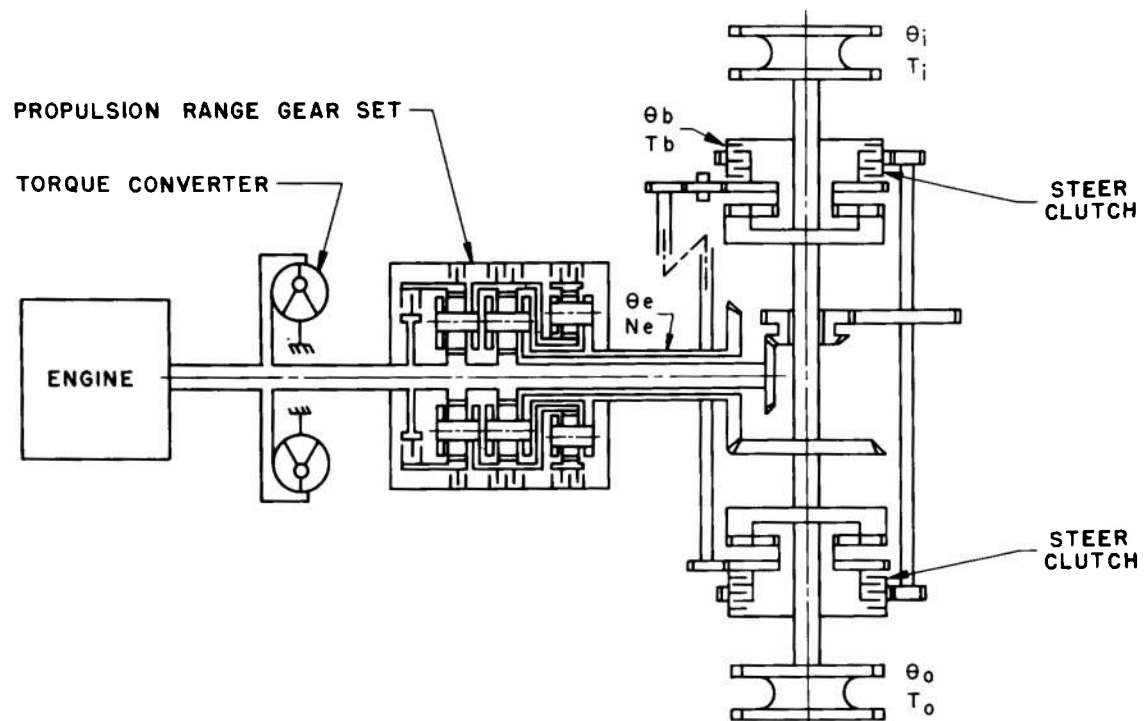 θi
Ti
PROPULSION RANGE GEAR SET
θb
Tb
TORQUE CONVERTER
STEER
CLUTCH
θe
Ne
ENGINE
STEER
CLUTCH
θo
To